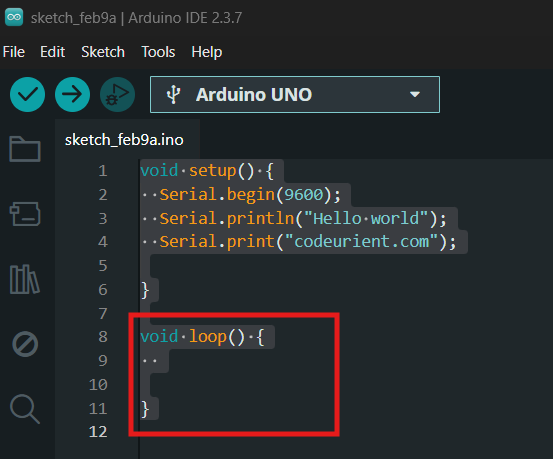 sketch_feb9a | Arduino IDE 2.3.7
File Edit Sketch Tools Help
Arduino UNO
sketch_feb9a.ino
1 void setup() {
2 Serial.begin(9600);
3 Serial.println("Hello world");
4 Serial.print("codeurient.com");
5
6 }
7
8 void loop() {
9
10
11 }
12